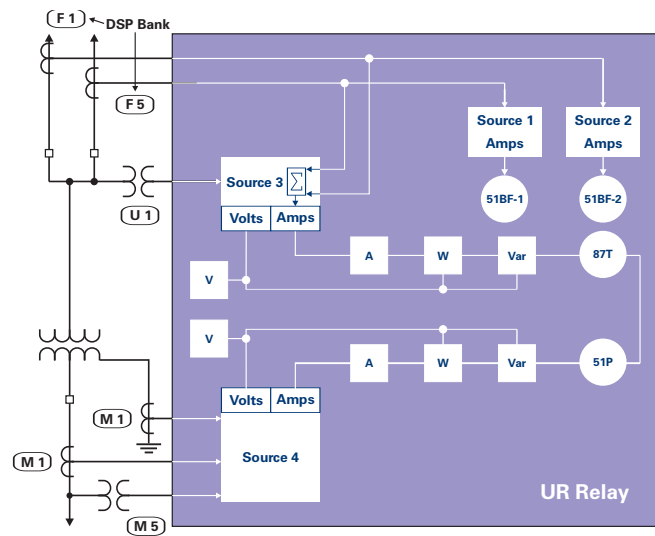 F 1
DSP Bank
F 5
Source 1
Amps
Source 2
Amps
Source 3
Σ
U 1
Volts
Amps
51BF-1
51BF-2
A
W
Var
87T
V
V
A
W
Var
51P
Volts
Amps
M 1
Source 4
M 1
M 5
UR Relay